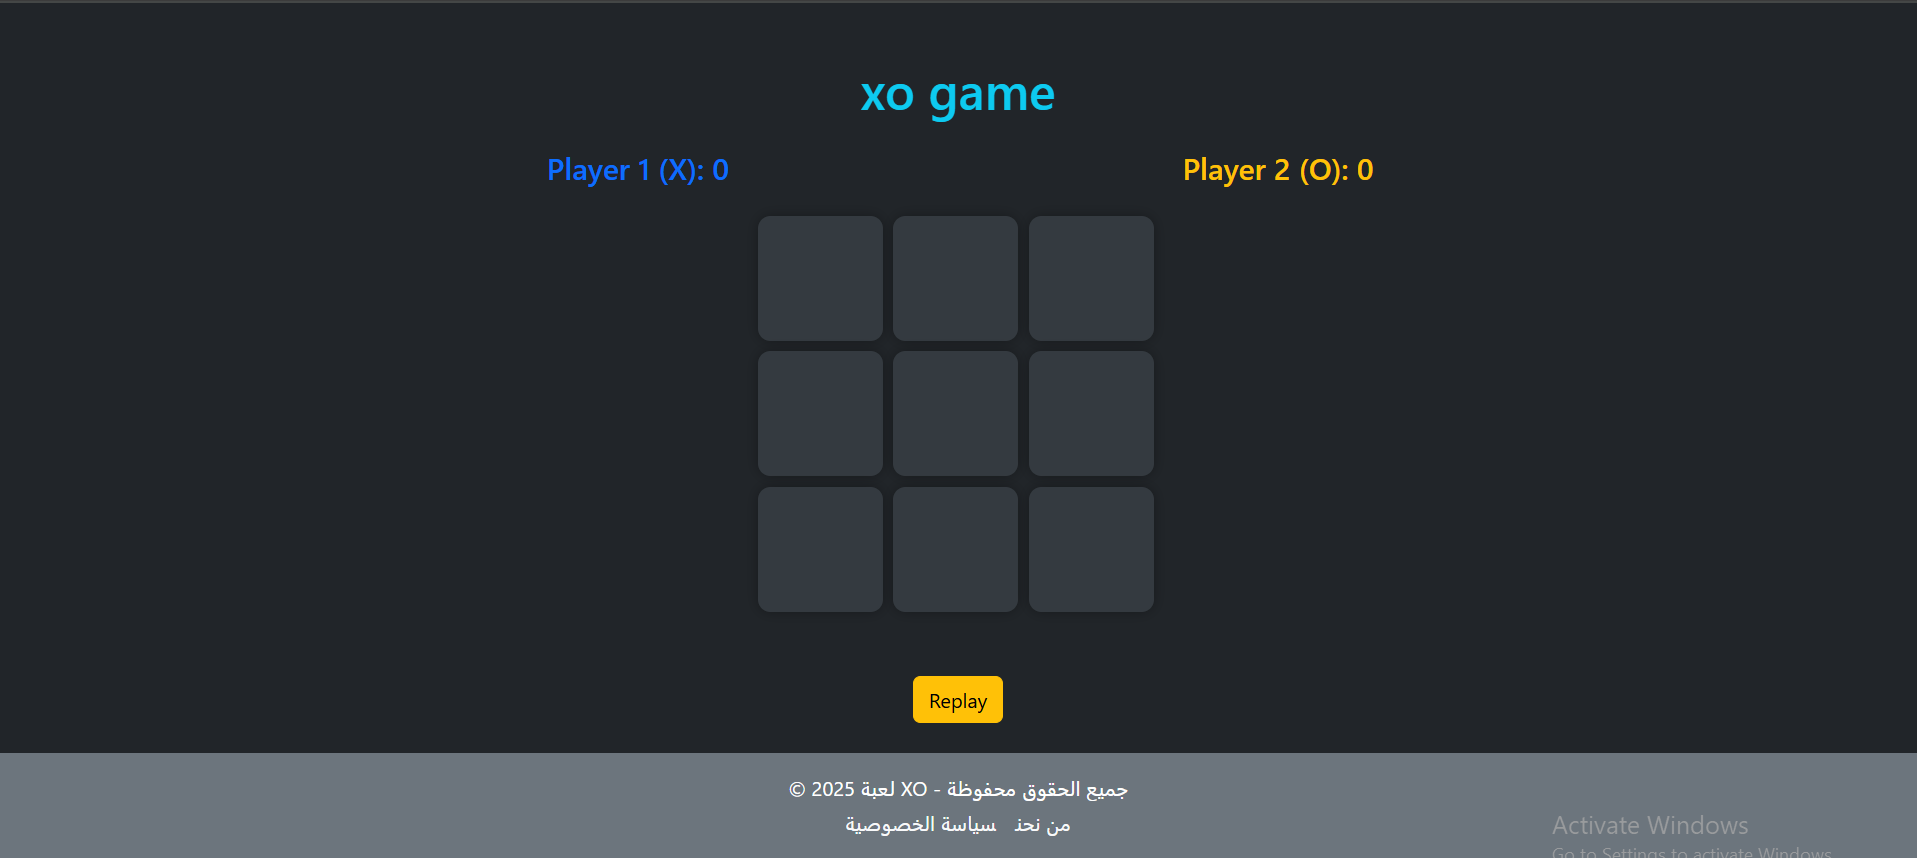 xo game
Player 1 (X): 0
Player 2 (O): 0
Replay
© 2025 لعبة XO - جميع الحقوق محفوظة
من نحن سياسة الخصوصية
Activate Windows
Go to Settings to activate Windows.